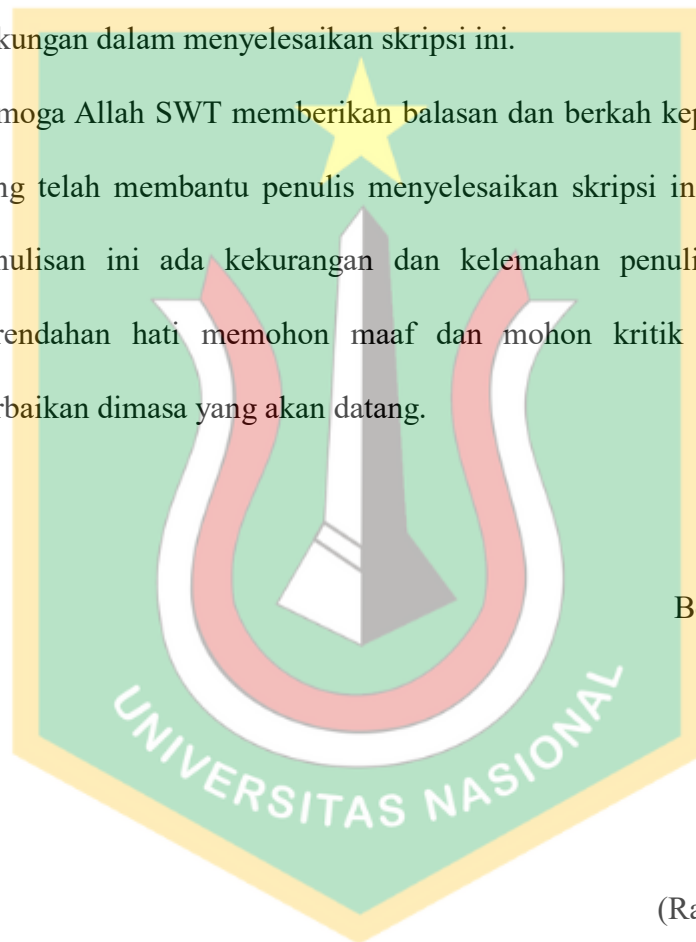 kungan dalam menyelesaikan skripsi ini.
moga Allah SWT memberikan balasan dan berkah kep
ng telah membantu penulis menyelesaikan skripsi in
nulisan ini ada kekurangan dan kelemahan penuli
rendahan hati memohon maaf dan mohon kritik
rbaikan dimasa yang akan datang.
B
UNIVERSITAS NASIONAL
(Ra